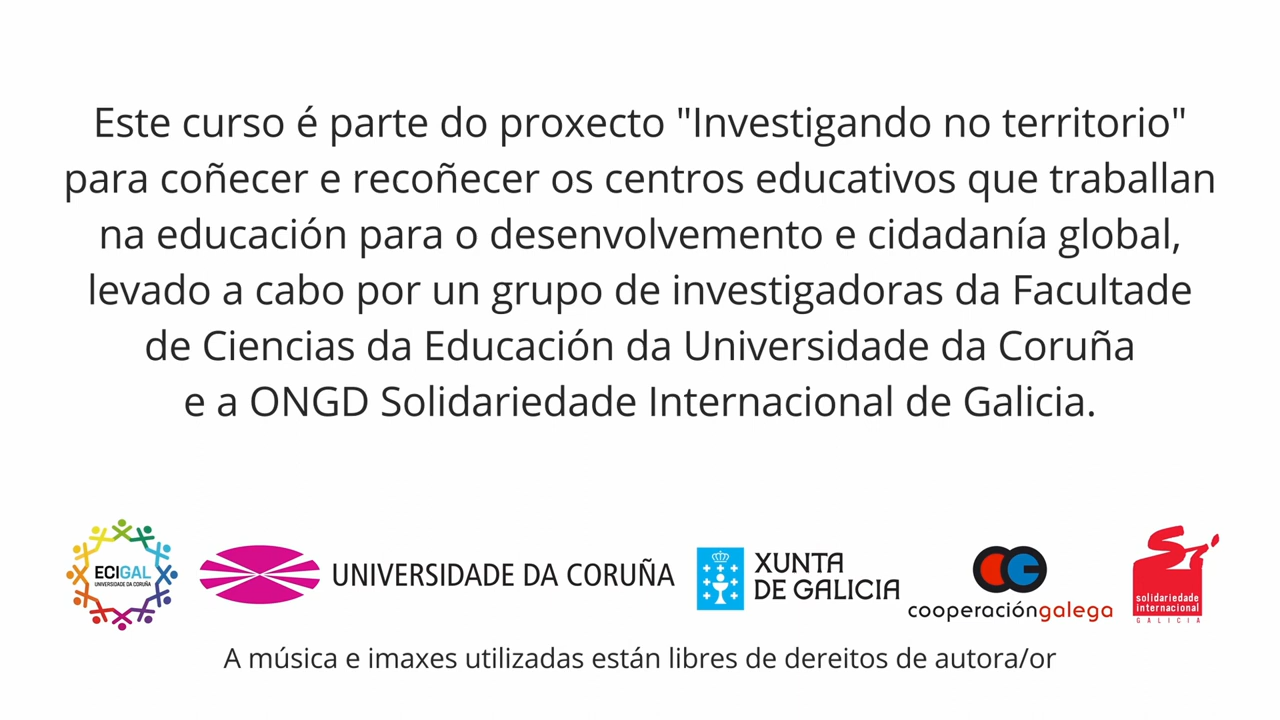 Este curso é parte do proxecto "Investigando no territorio"
para coñecer e recoñecer os centros educativos que traballan
na educación para o desenvolvemento e cidadanía global,
levado a cabo por un grupo de investigadoras da Facultade
de Ciencias da Educación da Universidade da Coruña
e a ONGD Solidariedade Internacional de Galicia.
ECIGAL
UNIVERSIDADE DA CORUÑA
UNIVERSIDADE DA CORUÑA
XUNTA
DE GALICIA
CG
cooperacióngalega
Si
solidariedade
internacional
GALICIA
A música e imaxes utilizadas están libres de dereitos de autora/or